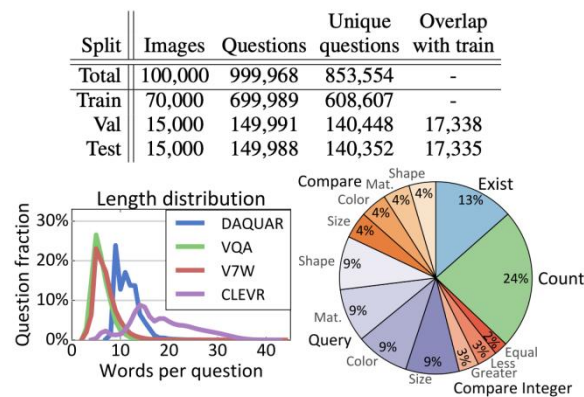 Unique Overlap
Split Images Questions questions with train
Total 100,000 999,968 853,554 -
Train 70,000 699,989 608,607 -
Val 15,000 149,991 140,448 17,338
Test 15,000 149,988 140,352 17,335
Length distribution
30%
20%
10%
0%
Question fraction
DAQUAR
VQA
V7W
CLEVR
0 10 20 30 40
Words per question
Exist
13%
Count
24%
Equal
2%
Less
3%
Greater
3%
Compare Integer
Size
9%
Color
9%
Query
Mat.
9%
Shape
9%
Size
4%
Color
4%
Compare
Mat.
4%
Shape
4%